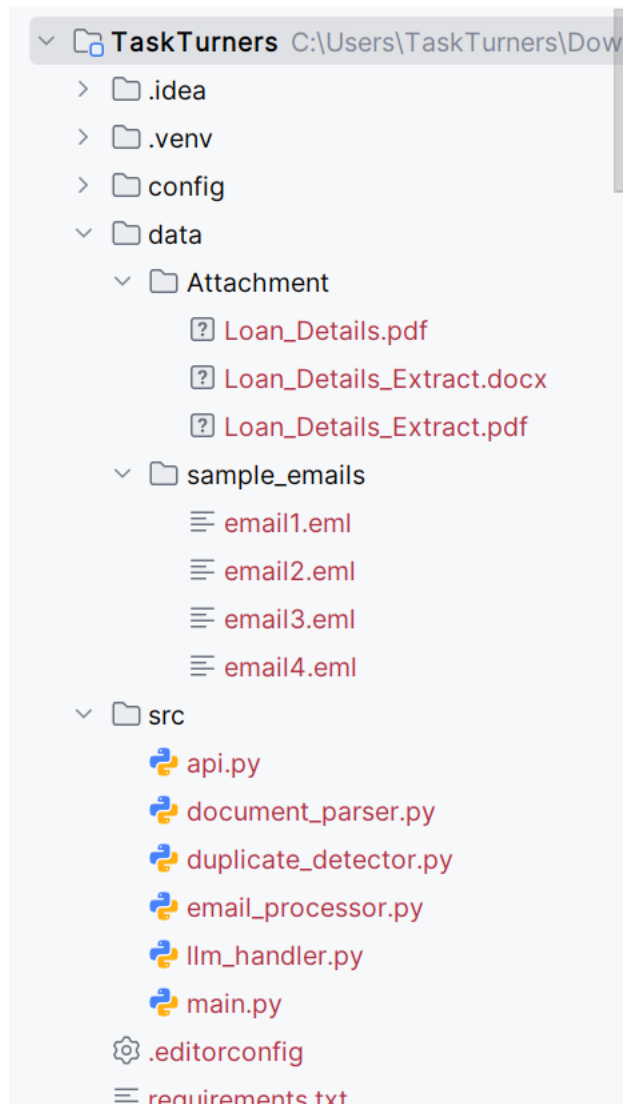 TaskTurners C:\Users\TaskTurners\Dow
.idea
.venv
config
data
Attachment
Loan_Details.pdf
Loan_Details_Extract.docx
Loan_Details_Extract.pdf
sample_emails
email1.eml
email2.eml
email3.eml
email4.eml
src
api.py
document_parser.py
duplicate_detector.py
email_processor.py
llm_handler.py
main.py
.editorconfig
requirements.txt